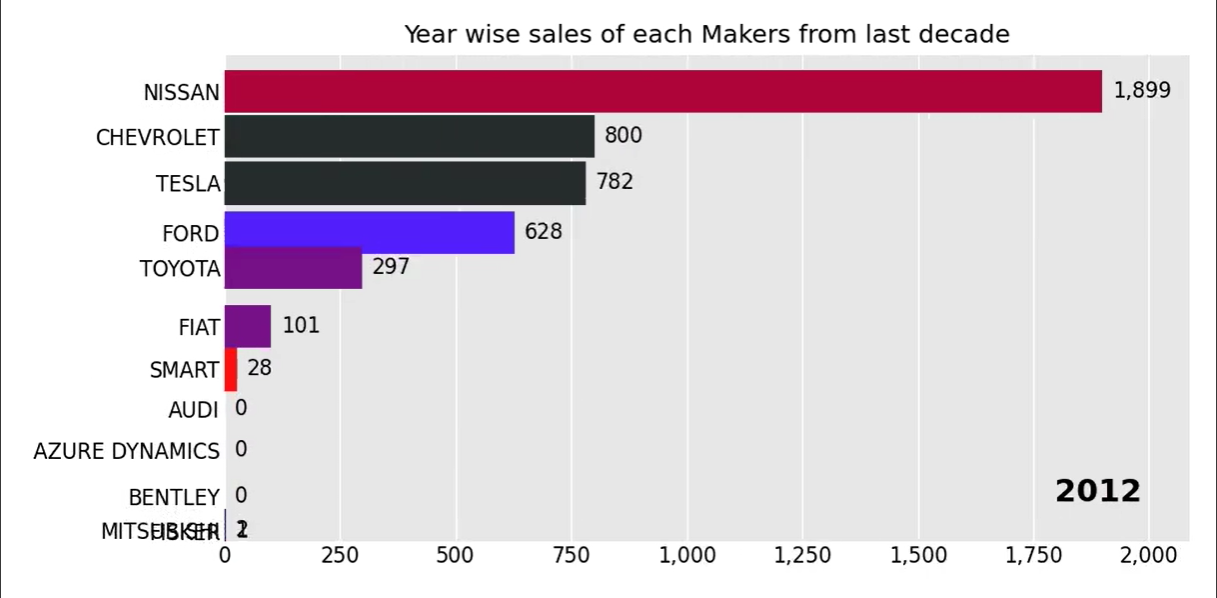 Year wise sales of each Makers from last decade
NISSAN 1,899
CHEVROLET 800
TESLA 782
FORD 628
TOYOTA 297
FIAT 101
SMART 28
AUDI 0
AZURE DYNAMICS 0
BENTLEY 0
2012
0 250 500 750 1,000 1,250 1,500 1,750 2,000